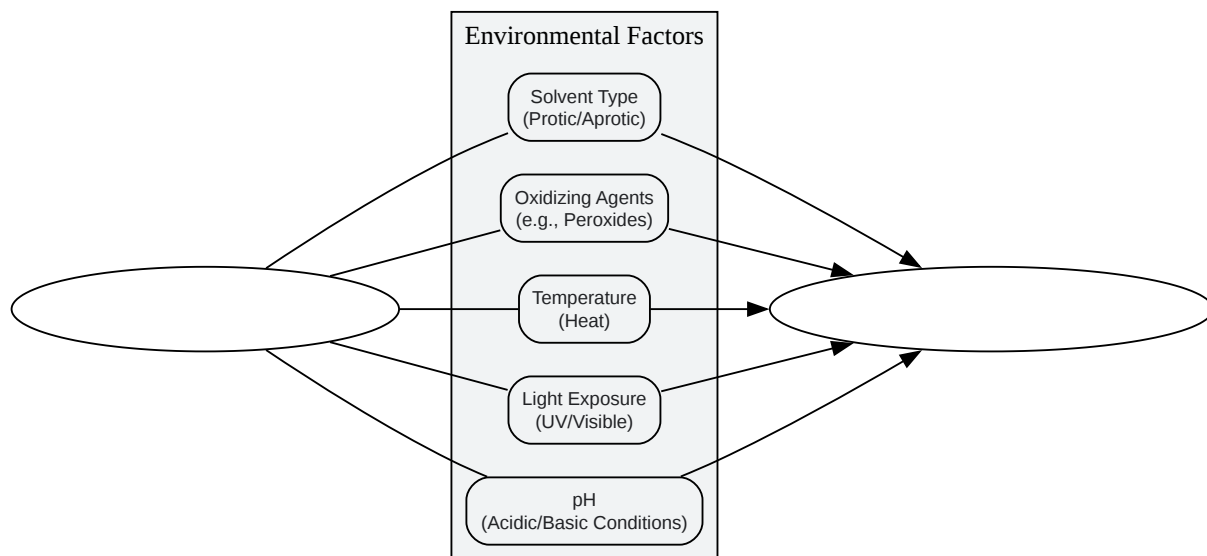 Environmental Factors
Solvent Type
(Protic/Aprotic)
Oxidizing Agents
(e.g., Peroxides)
Temperature
(Heat)
Light Exposure
(UV/Visible)
pH
(Acidic/Basic Conditions)